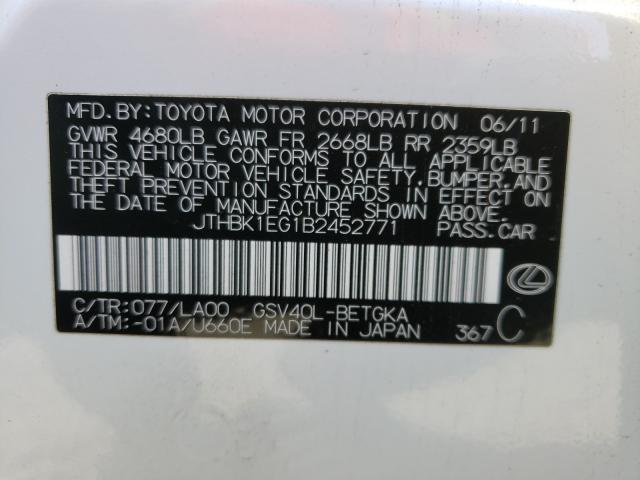 MFD.BY:TOYOTA MOTOR CORPORATION 06/11
GVWR 4680LB GAWR FR 2668LB RR 2359LB
THIS VEHICLE CONFORMS TO ALL APPLICABLE
FEDERAL MOTOR VEHICLE SAFETY, BUMPER, AND
THEFT PREVENTION STANDARDS IN EFFECT ON
THE DATE OF MANUFACTURE SHOWN ABOVE.
JTHBK1EG1B2452771 PASS.CAR
C/TR:077/LA00 GSV40L-BETGKA
A/TM:-01A/U660E MADE IN JAPAN 367 C